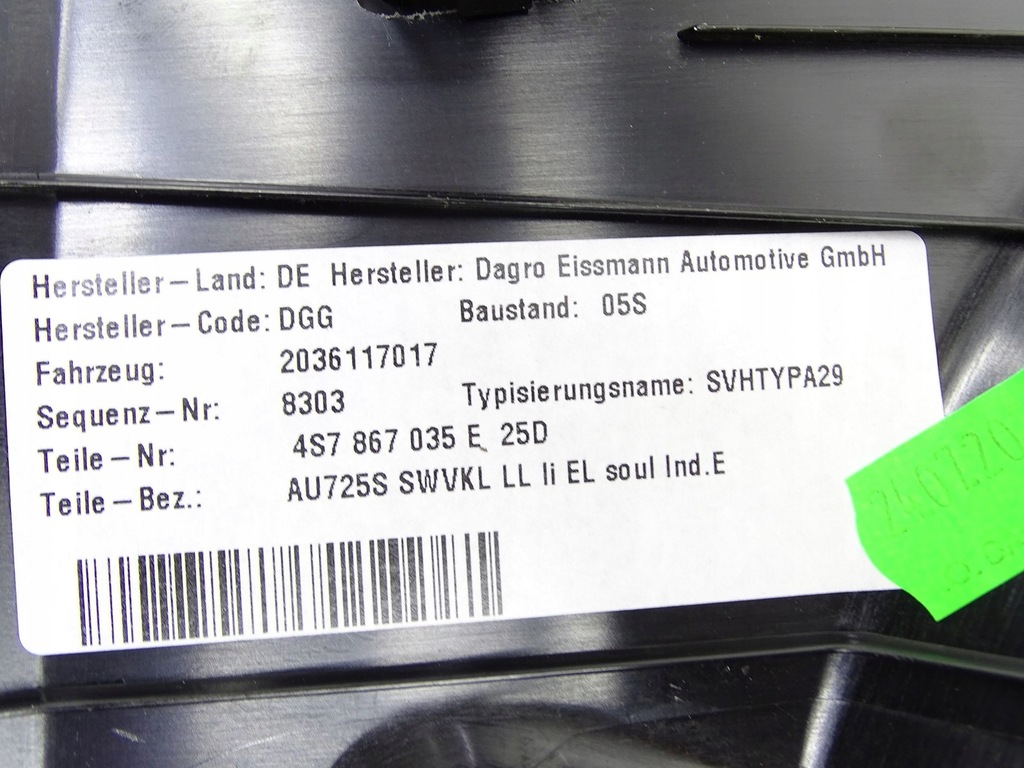 Hersteller-Land: DE Hersteller: Dagro Eissmann Automotive GmbH
Hersteller-Code: DGG Baustand: 05S
Fahrzeug: 2036117017
Sequenz-Nr: 8303 Typisierungsname: SVHTYPA29
Teile-Nr: 4S7 867 035 E 25D
Teile-Bez.: AU725S SWVKL LL li EL soul Ind.E